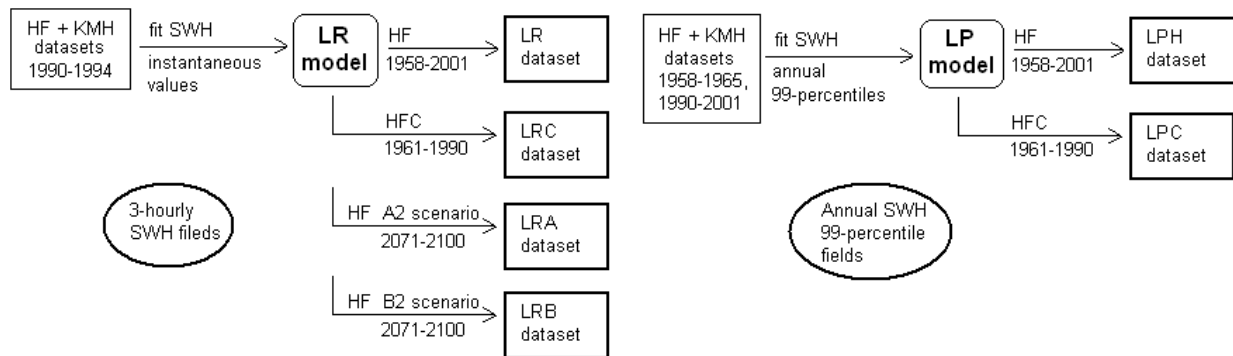 HF + KMH
datasets
1990-1994
fit SWH
instantaneous
values
LR
model
HF
1958-2001
LR
dataset
HFC
1961-1990
LRC
dataset
HF A2 scenario
2071-2100
LRA
dataset
HF B2 scenario
2071-2100
LRB
dataset
3-hourly
SWH fileds
HF + KMH
datasets
1958-1965,
1990-2001
fit SWH
annual
99-percentiles
LP
model
HF
1958-2001
LPH
dataset
HFC
1961-1990
LPC
dataset
Annual SWH
99-percentile
fields